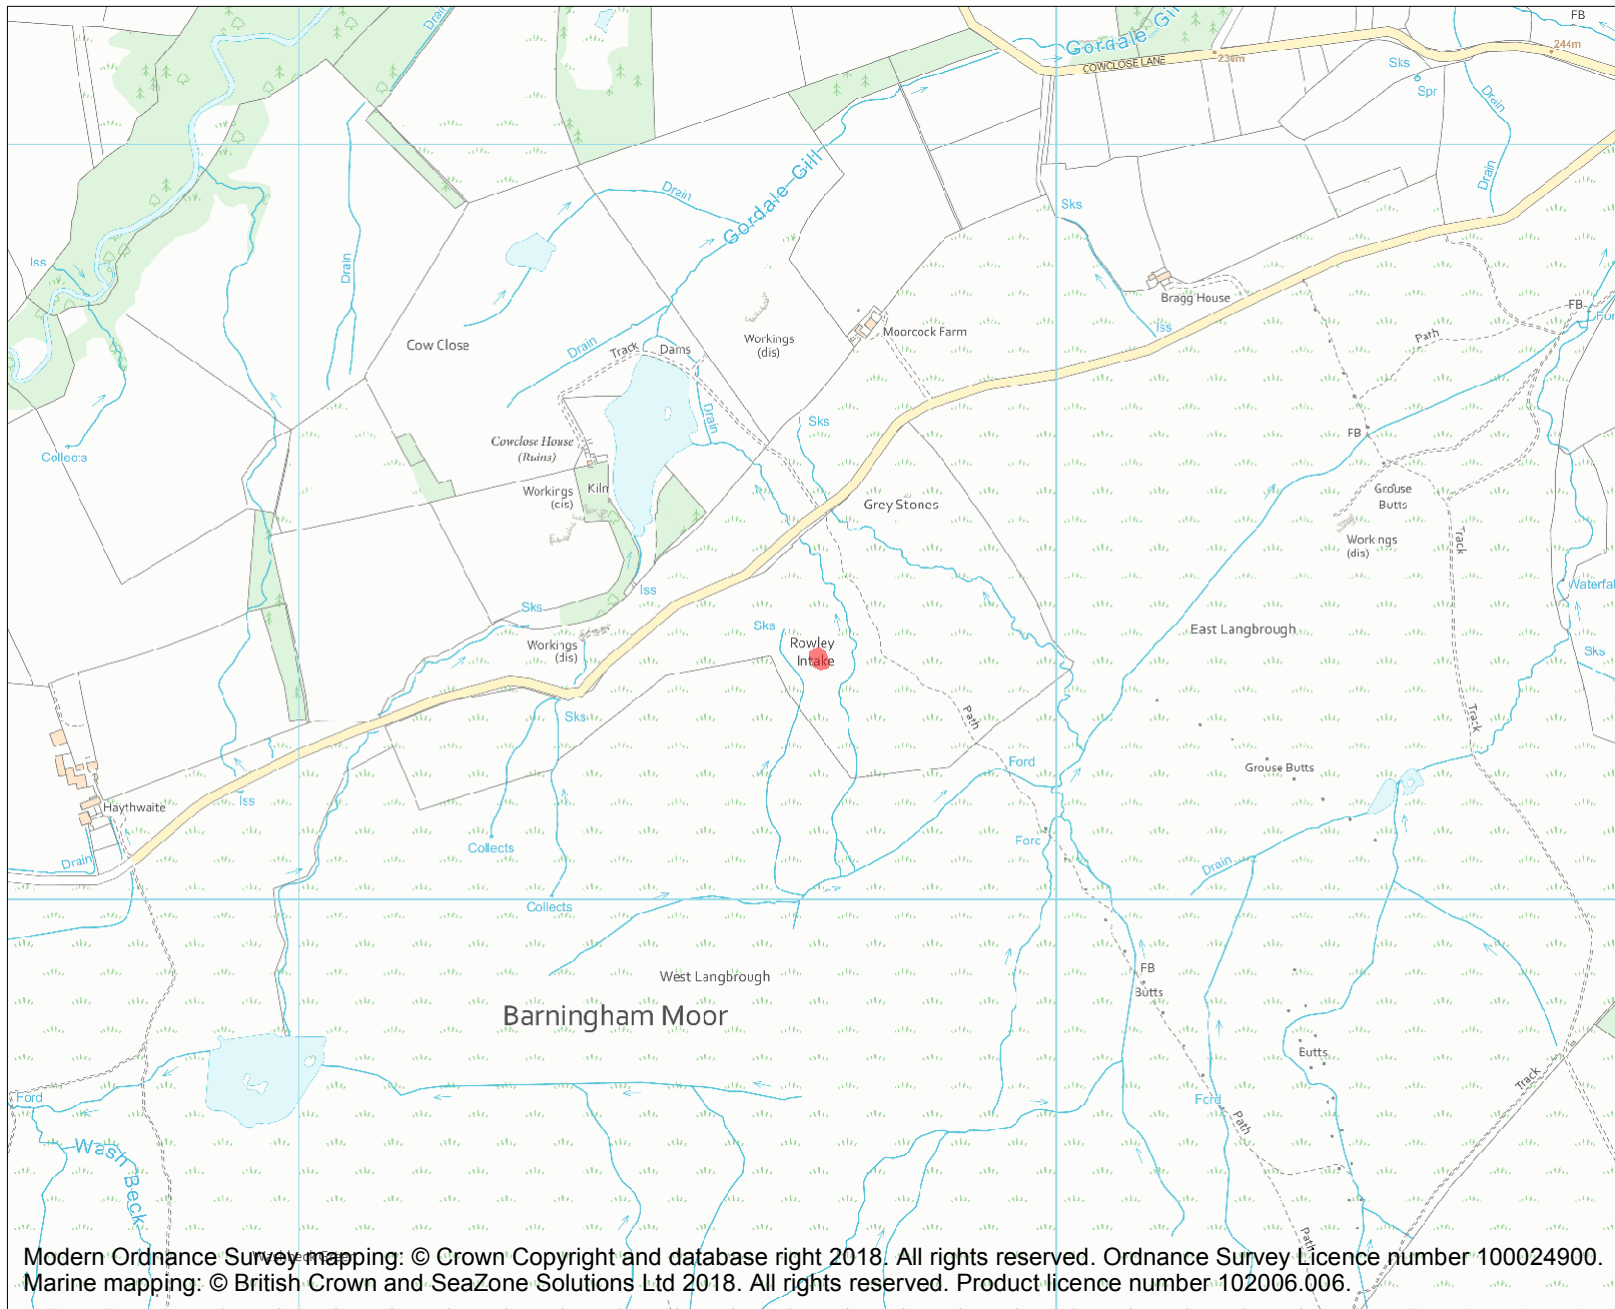 FB
Drain
Gordale Gill
244m
COWCLOSE LANE
230m
Sks
Spr
Drain
Gordale Gill
Drain
Drain
Sks
Iss
Drain
Bragg House
FB
Iss
Path
Moorcock Farm
Workings
(dis)
Cow Close
Drain
Track
Dams
Drain
Sks
FB
Cowclose House
(Ruins)
Collects
Workings
(cis)
Kiln
Grey Stones
Grouse
Butts
Track
Workings
(dis)
Iss
Sks
Sks
East Langbrough
Rowley
Intake
Workings
(dis)
Sks
Sks
Path
Track
Ford
Grouse Butts
Haythwaite
Iss
Forc
Collects
Drain
Drain
Collects
FB
Butts
West Langbrough
Barningham Moor
Eutts
Ford
Track
Fcrd
Path
Wash Beck
Path
Modern Ordnance Survey mapping: © Crown Copyright and database right 2018. All rights reserved. Ordnance Survey Licence number 100024900.
Marine mapping: © British Crown and SeaZone Solutions Ltd 2018. All rights reserved. Product licence number 102006.006.